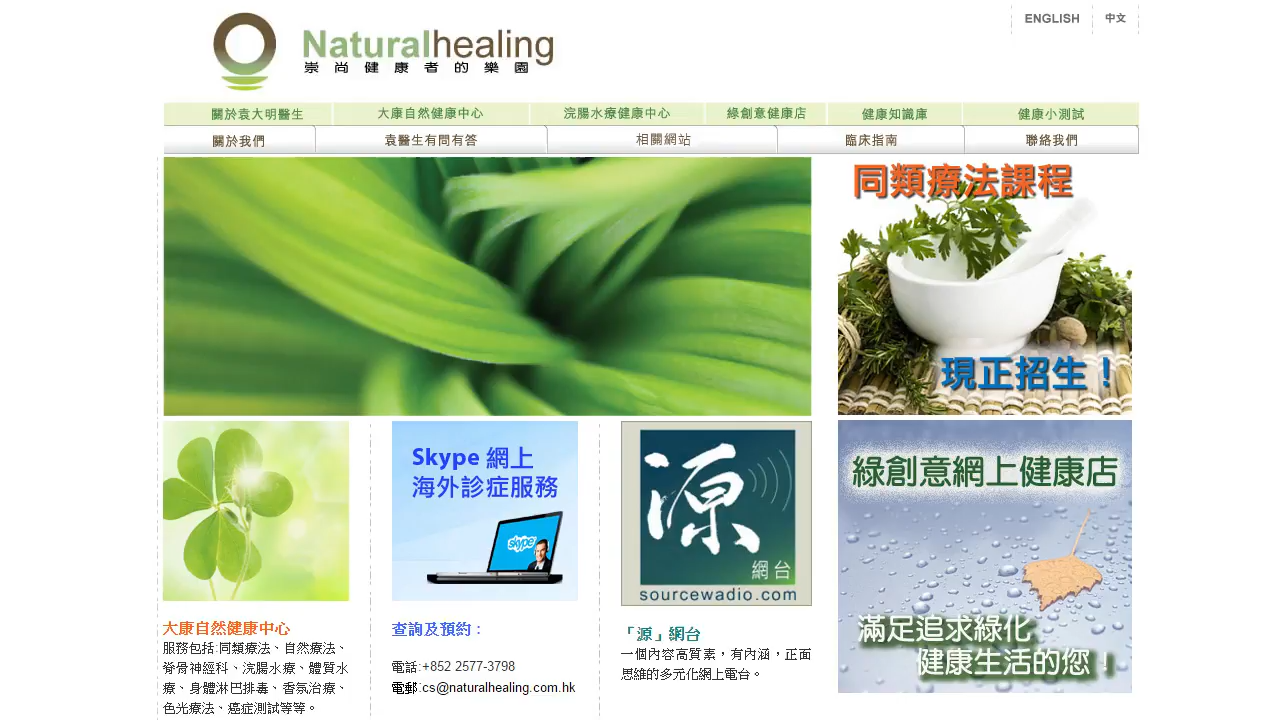 ENGLISH 中文
Naturalhealing
崇尚健康者的樂園
關於袁大明醫生 大康自然健康中心 浣腸水療健康中心 綠創意健康店 健康知識庫 健康小測試
關於我們 袁醫生有問有答 相關網站 臨床指南 聯絡我們
同類療法課程
現正招生！
Skype 網上
海外診症服務
skype
源
網台
sourcewadio.com
綠創意網上健康店
滿足追求綠化
健康生活的您！
大康自然健康中心
服務包括:同類療法、自然療法、
脊骨神經科、浣腸水療、體質水
療、身體淋巴排毒、香氛治療、
色光療法、癌症測試等等。
查詢及預約：
電話:+852 2577-3798
電郵:cs@naturalhealing.com.hk
「源」網台
一個內容高質素，有內涵，正面
思維的多元化網上電台。